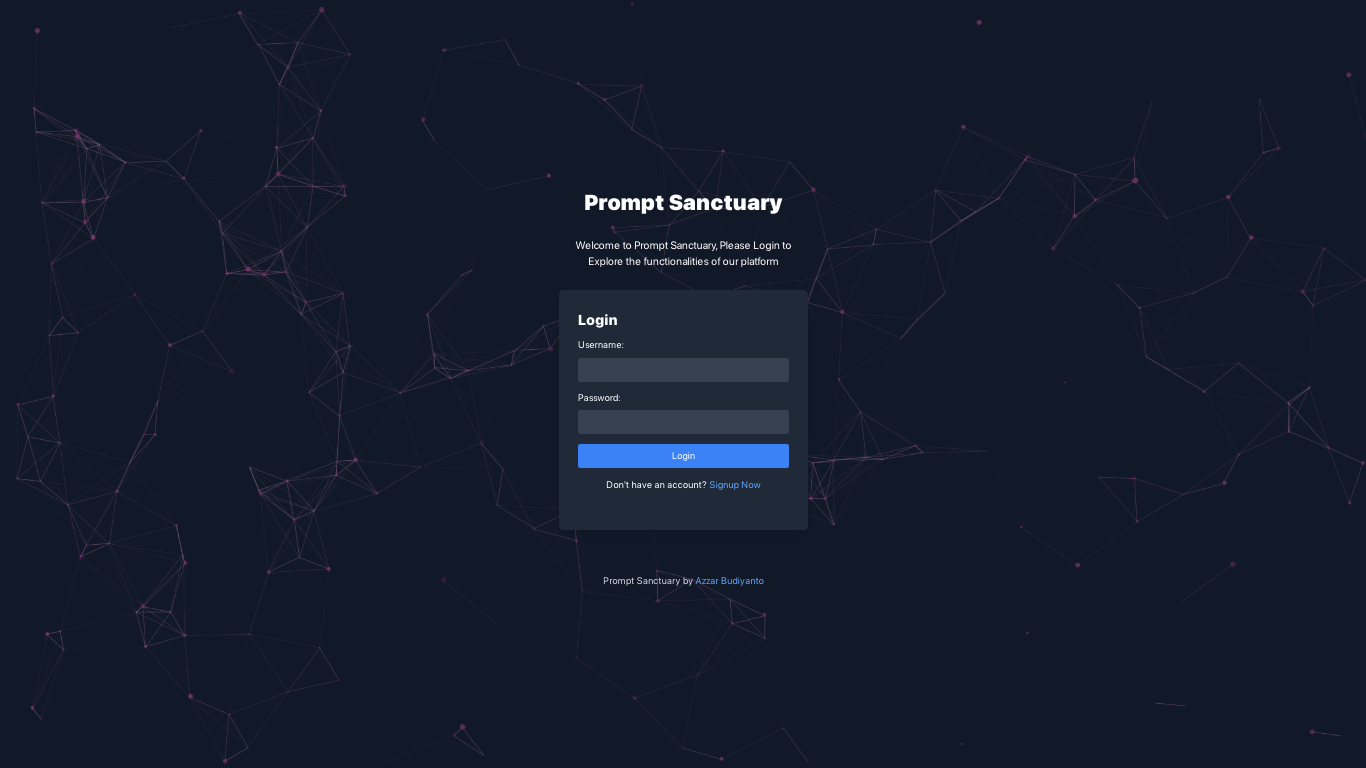 Prompt Sanctuary
Welcome to Prompt Sanctuary, Please Login to
Explore the functionalities of our platform
Login
Username:
Password:
Login
Don't have an account? Signup Now
Prompt Sanctuary by Azzar Budiyanto